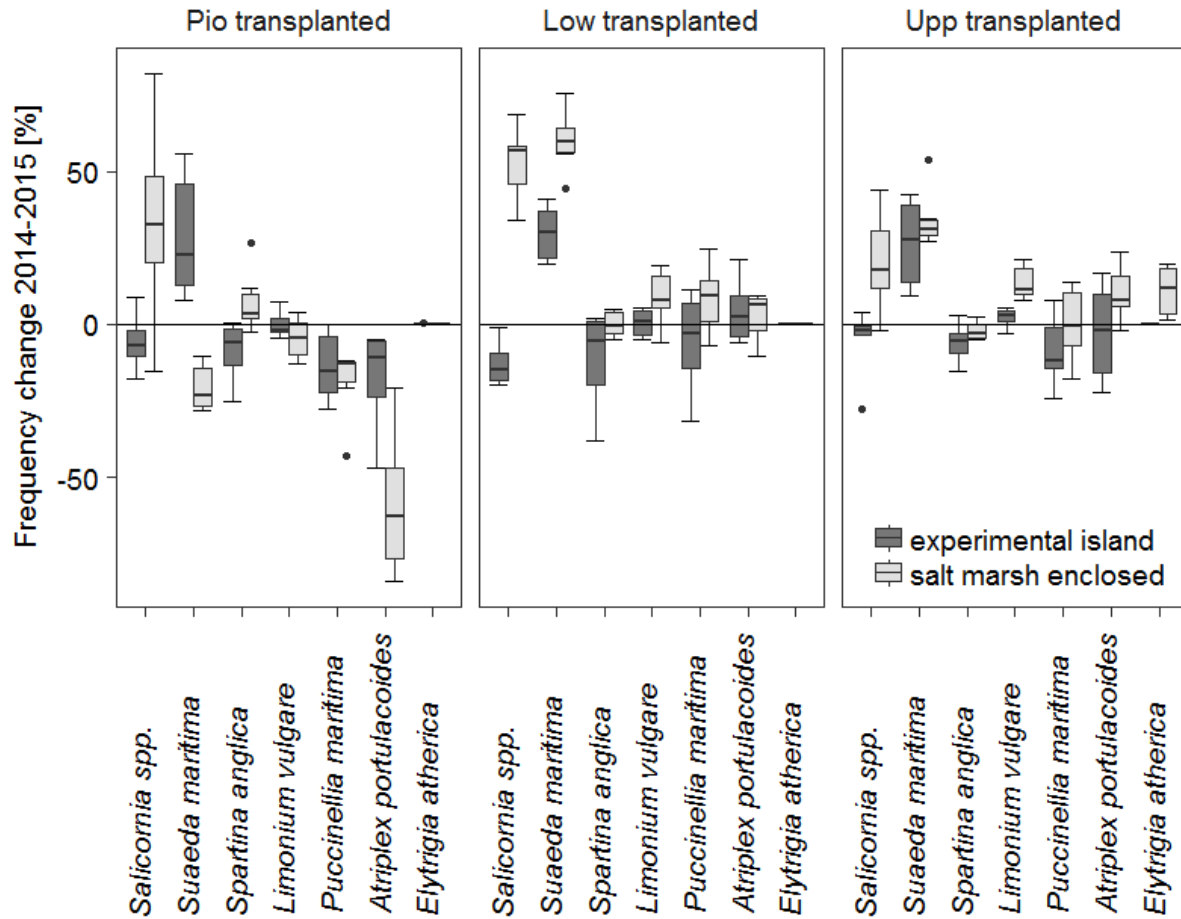 Pio transplanted
Low transplanted
Upp transplanted
Frequency change 2014-2015 [%]
50
0
-50
experimental island
salt marsh enclosed
Salicornia spp.
Suaeda maritima
Spartina anglica
Limonium vulgare
Puccinellia maritima
Atriplex portulacoides
Elytrigia atherica
Salicornia spp.
Suaeda maritima
Spartina anglica
Limonium vulgare
Puccinellia maritima
Atriplex portulacoides
Elytrigia atherica
Salicornia spp.
Suaeda maritima
Spartina anglica
Limonium vulgare
Puccinellia maritima
Atriplex portulacoides
Elytrigia atherica